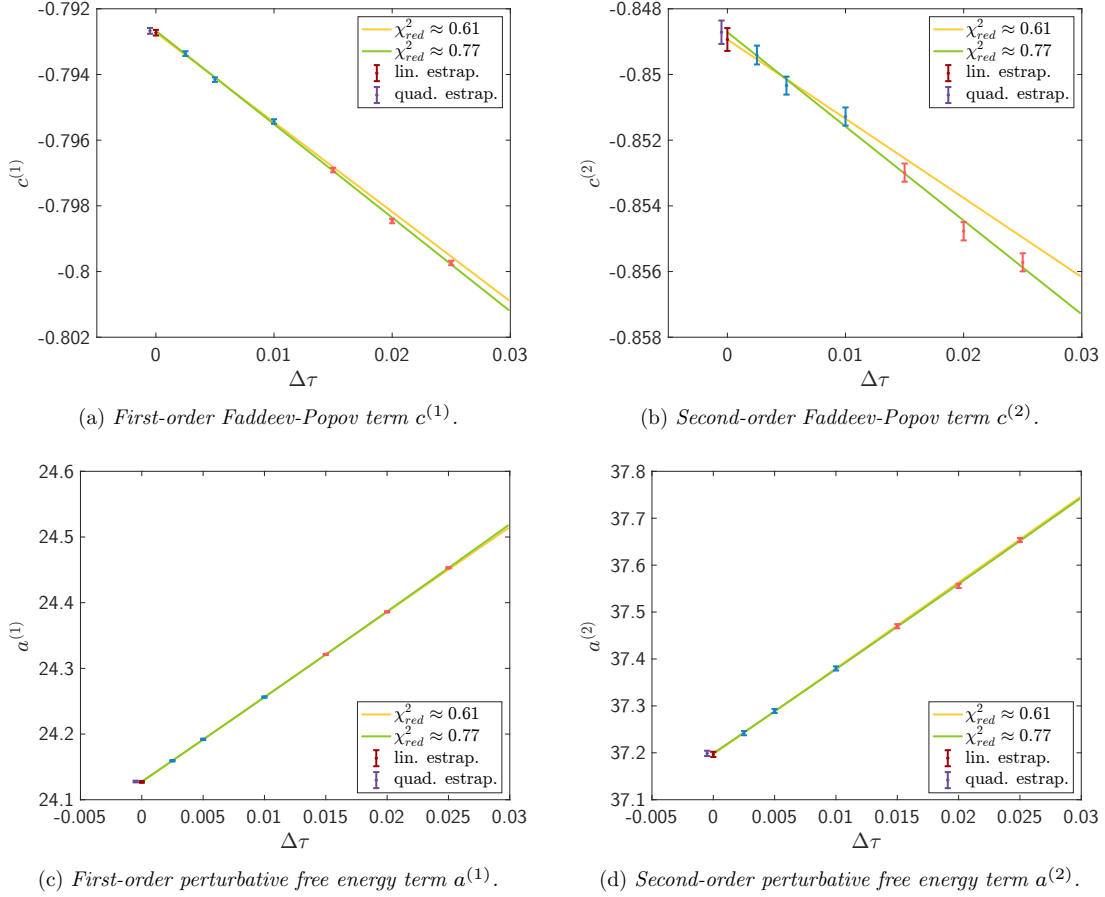 -0.792
-0.794
-0.796
-0.798
-0.8
-0.802
c^(1)
χ²_red ≈ 0.61
χ²_red ≈ 0.77
lin. estrap.
quad. estrap.
0 0.01 0.02 0.03
Δτ
(a) First-order Faddeev-Popov term c^(1).
-0.848
-0.85
-0.852
-0.854
-0.856
-0.858
c^(2)
χ²_red ≈ 0.61
χ²_red ≈ 0.77
lin. estrap.
quad. estrap.
0 0.01 0.02 0.03
Δτ
(b) Second-order Faddeev-Popov term c^(2).
24.6
24.5
24.4
24.3
24.2
24.1
a^(1)
χ²_red ≈ 0.61
χ²_red ≈ 0.77
lin. estrap.
quad. estrap.
-0.005 0 0.005 0.01 0.015 0.02 0.025 0.03
Δτ
(c) First-order perturbative free energy term a^(1).
37.8
37.7
37.6
37.5
37.4
37.3
37.2
37.1
a^(2)
χ²_red ≈ 0.61
χ²_red ≈ 0.77
lin. estrap.
quad. estrap.
-0.005 0 0.005 0.01 0.015 0.02 0.025 0.03
Δτ
(d) Second-order perturbative free energy term a^(2).